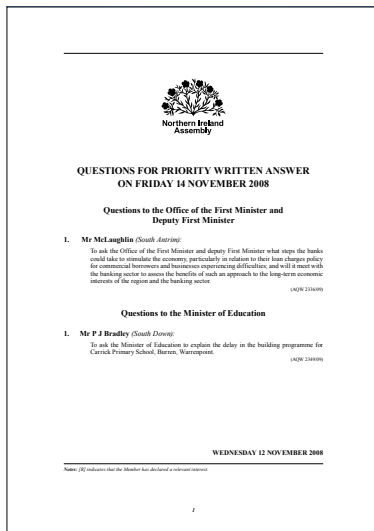 Northern Ireland
Assembly
QUESTIONS FOR PRIORITY WRITTEN ANSWER
ON FRIDAY 14 NOVEMBER 2008
Questions to the Office of the First Minister and
Deputy First Minister
1. Mr McLaughlin (South Antrim):
To ask the Office of the First Minister and deputy First Minister what steps the banks
could take to stimulate the economy, particularly in relation to their loan charges policy
for commercial borrowers and businesses experiencing difficulties; and will it meet with
the banking sector to assess the benefits of such an approach to the long-term economic
interests of the region and the banking sector.
(AQW 2336/09)
Questions to the Minister of Education
1. Mr P J Bradley (South Down):
To ask the Minister of Education to explain the delay in the building programme for
Carrick Primary School, Burren, Warrenpoint.
(AQW 2349/09)
WEDNESDAY 12 NOVEMBER 2008
Notes: [R] indicates that the Member has declared a relevant interest.
1